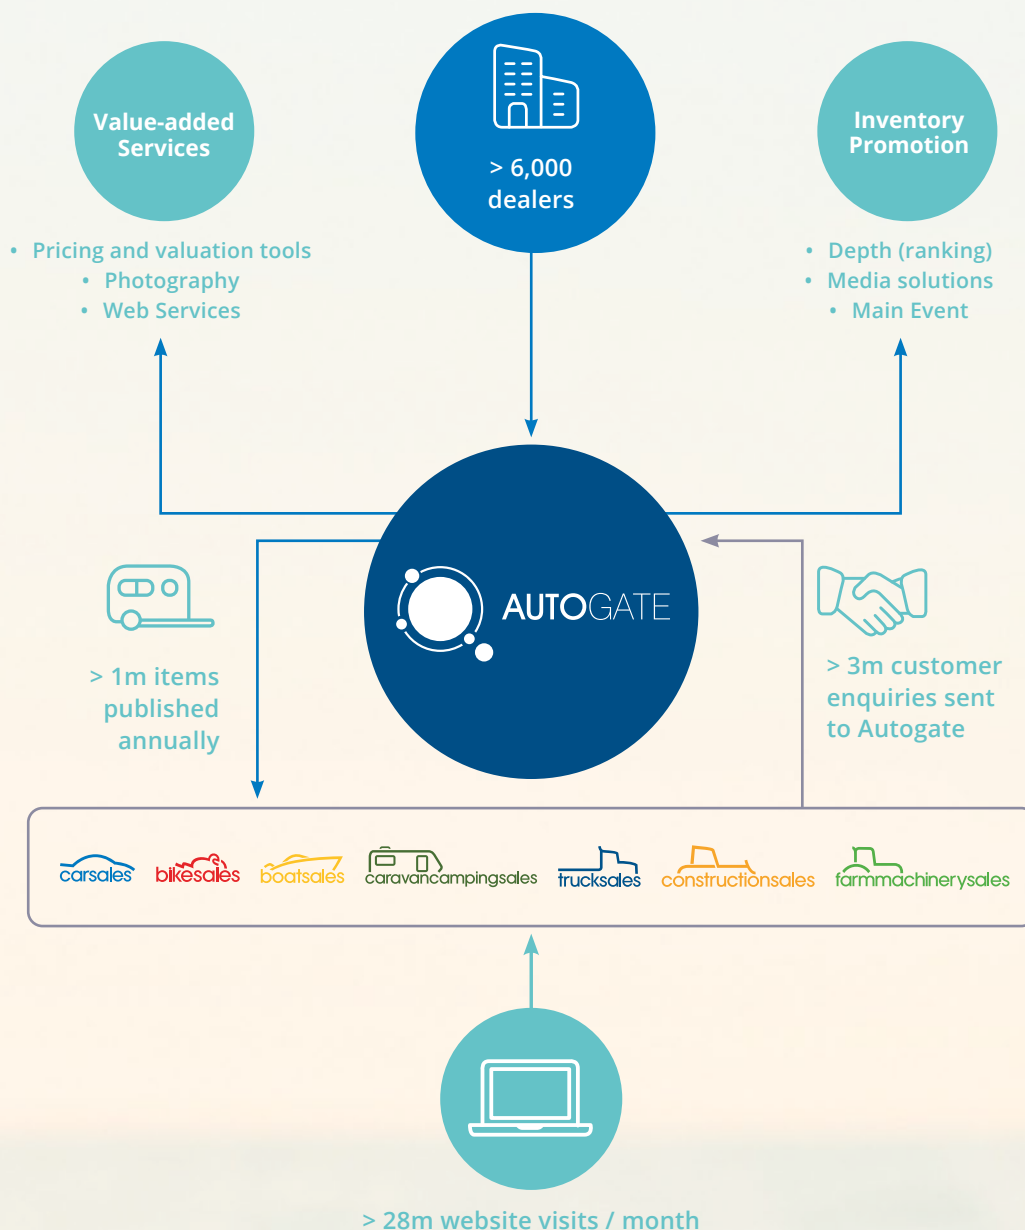 Value-added
Services
> 6,000
dealers
Inventory
Promotion
• Pricing and valuation tools
• Photography
• Web Services
• Depth (ranking)
• Media solutions
• Main Event
AUTOGATE
> 1m items
published
annually
> 3m customer
enquiries sent
to Autogate
carsales bikesales boatsales caravancampingsales trucksales constructionsales farmmachinerysales
> 28m website visits / month